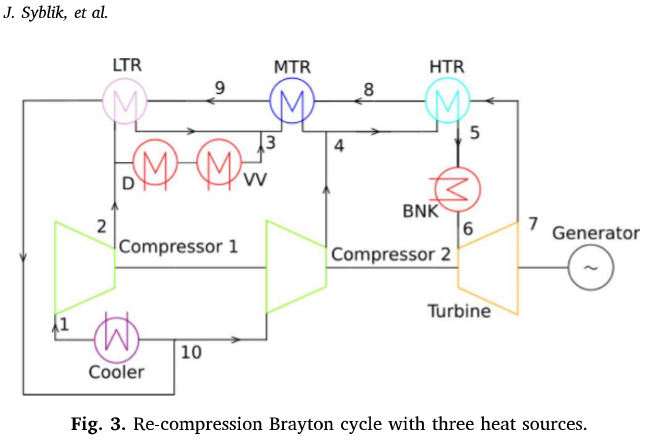 J. Syblik, et al.
LTR
MTR
HTR
9
8
3
4
5
D
VV
BNK
2
6
7
Generator
Compressor 1
Compressor 2
~
Turbine
1
10
Cooler
Fig. 3. Re-compression Brayton cycle with three heat sources.